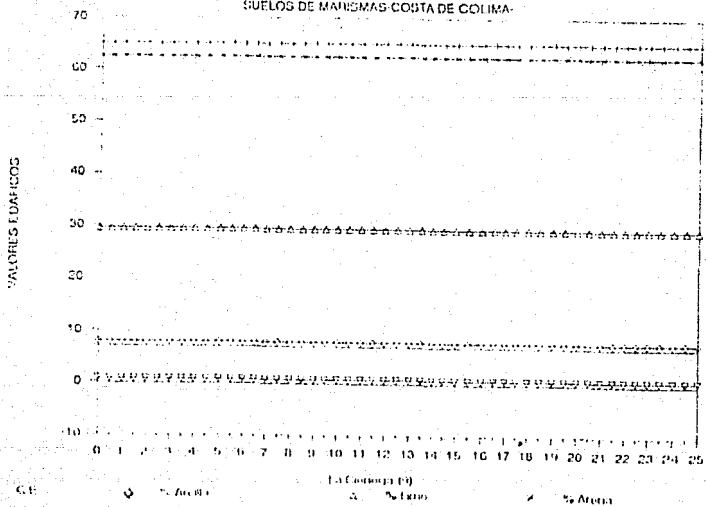 SUELOS DE MARISMAS-COSTA DE COLIMA-
VALORES EDAFICOS
70
60
50
40
30
20
10
0
-10
0 1 2 3 4 5 6 7 8 9 10 11 12 13 14 15 16 17 18 19 20 21 22 23 24 25
La Cienega
C.E % Arcilla % Limo % Arena